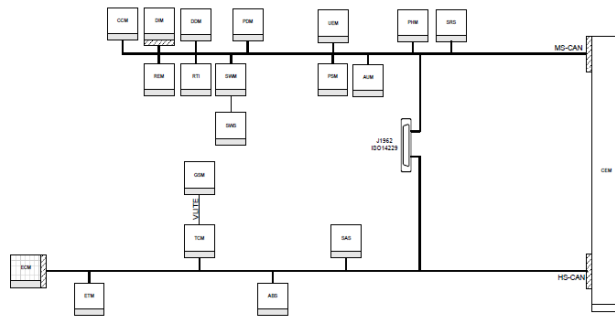 CCM
DIM
DDM
PDM
UEM
PHM
SRS
MS-CAN
REM
RTI
SWM
PSM
AUM
SWS
J1962
ISO14229
CEM
GSM
VLITE
TCM
SAS
ECM
HS-CAN
ETM
ABS